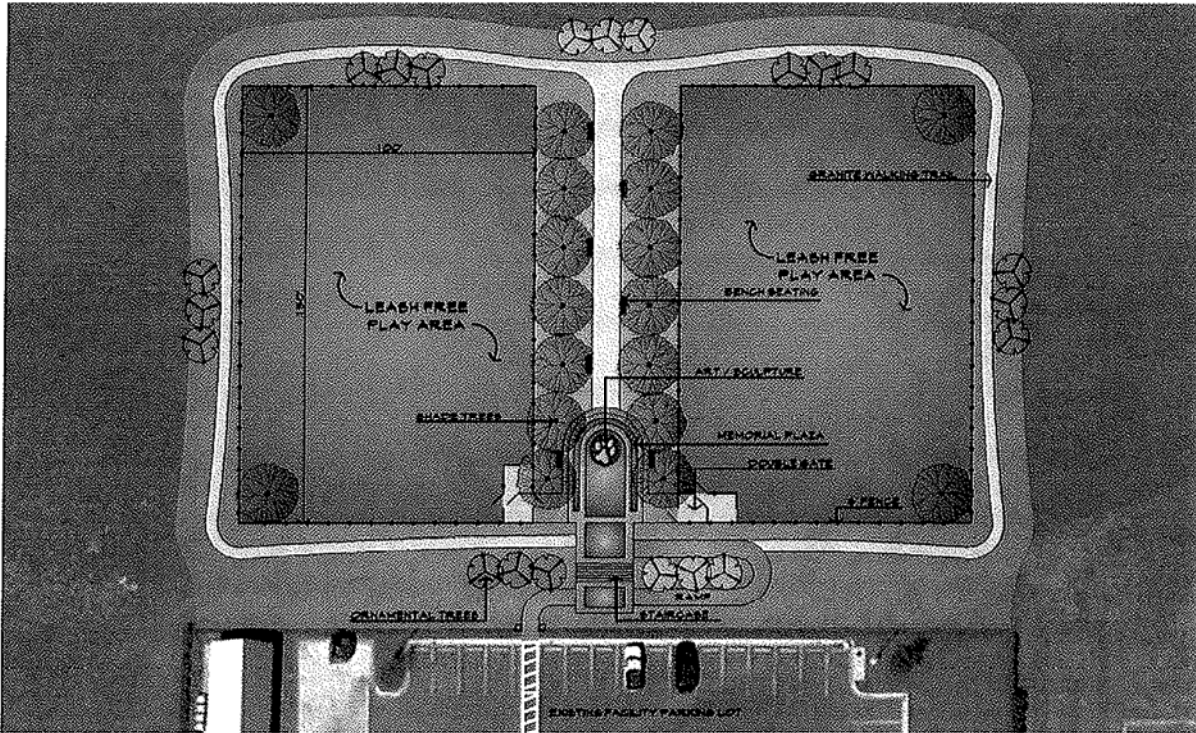 100'
GRANITE WALKING TRAIL
LEASH FREE
PLAY AREA
BENCH SEATING
LEASH FREE
PLAY AREA
150'
ART / SCULPTURE
SHADE TREES
MEMORIAL PLAZA
DOUBLE GATE
FENCE
RAMP
ORNAMENTAL TREES
STAIRCASE
EXISTING FACILITY PARKING LOT